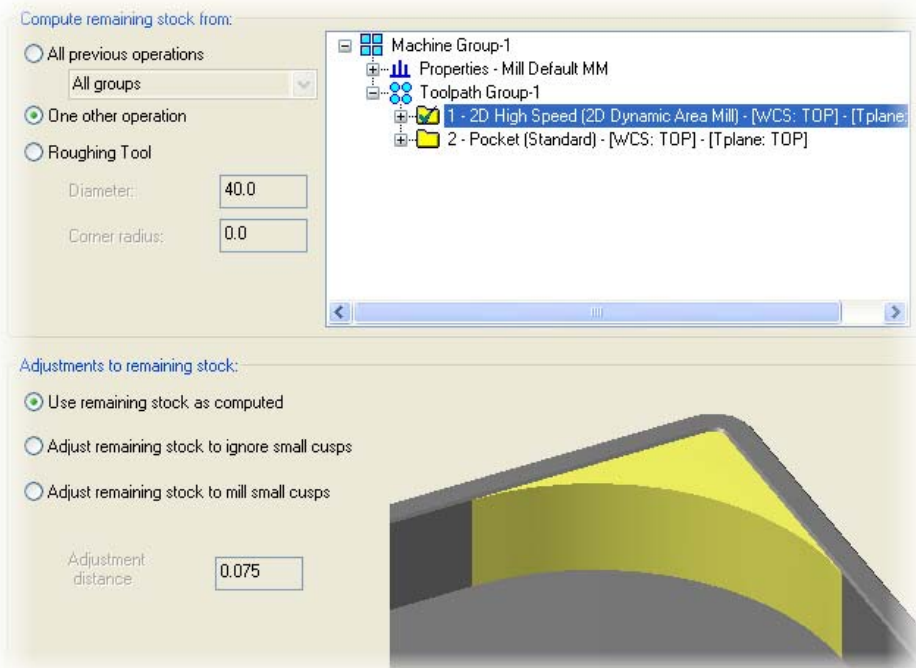 Compute remaining stock from:
All previous operations
All groups
One other operation
Roughing Tool
Diameter:
40.0
Corner radius:
0.0
Machine Group-1
Properties - Mill Default MM
Toolpath Group-1
1 - 2D High Speed (2D Dynamic Area Mill) - [WCS: TOP] - [Tplane:
2 - Pocket (Standard) - [WCS: TOP] - [Tplane: TOP]
Adjustments to remaining stock:
Use remaining stock as computed
Adjust remaining stock to ignore small cusps
Adjust remaining stock to mill small cusps
Adjustment
distance
0.075